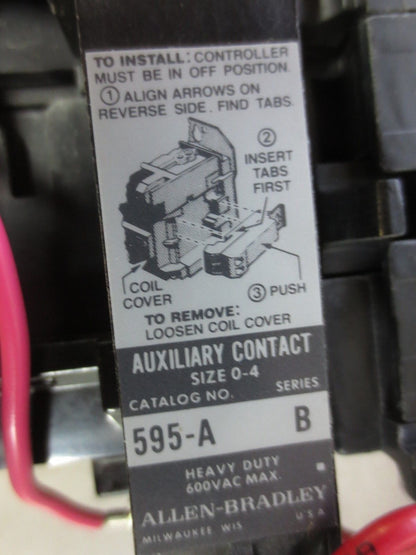 TO INSTALL: CONTROLLER
MUST BE IN OFF POSITION.
① ALIGN ARROWS ON
REVERSE SIDE. FIND TABS.
②
INSERT
TABS
FIRST
COIL
COVER
③ PUSH
TO REMOVE:
LOOSEN COIL COVER
AUXILIARY CONTACT
SIZE 0-4
CATALOG NO. SERIES
595-A B
HEAVY DUTY
600VAC MAX.
ALLEN-BRADLEY
MILWAUKEE WIS USA